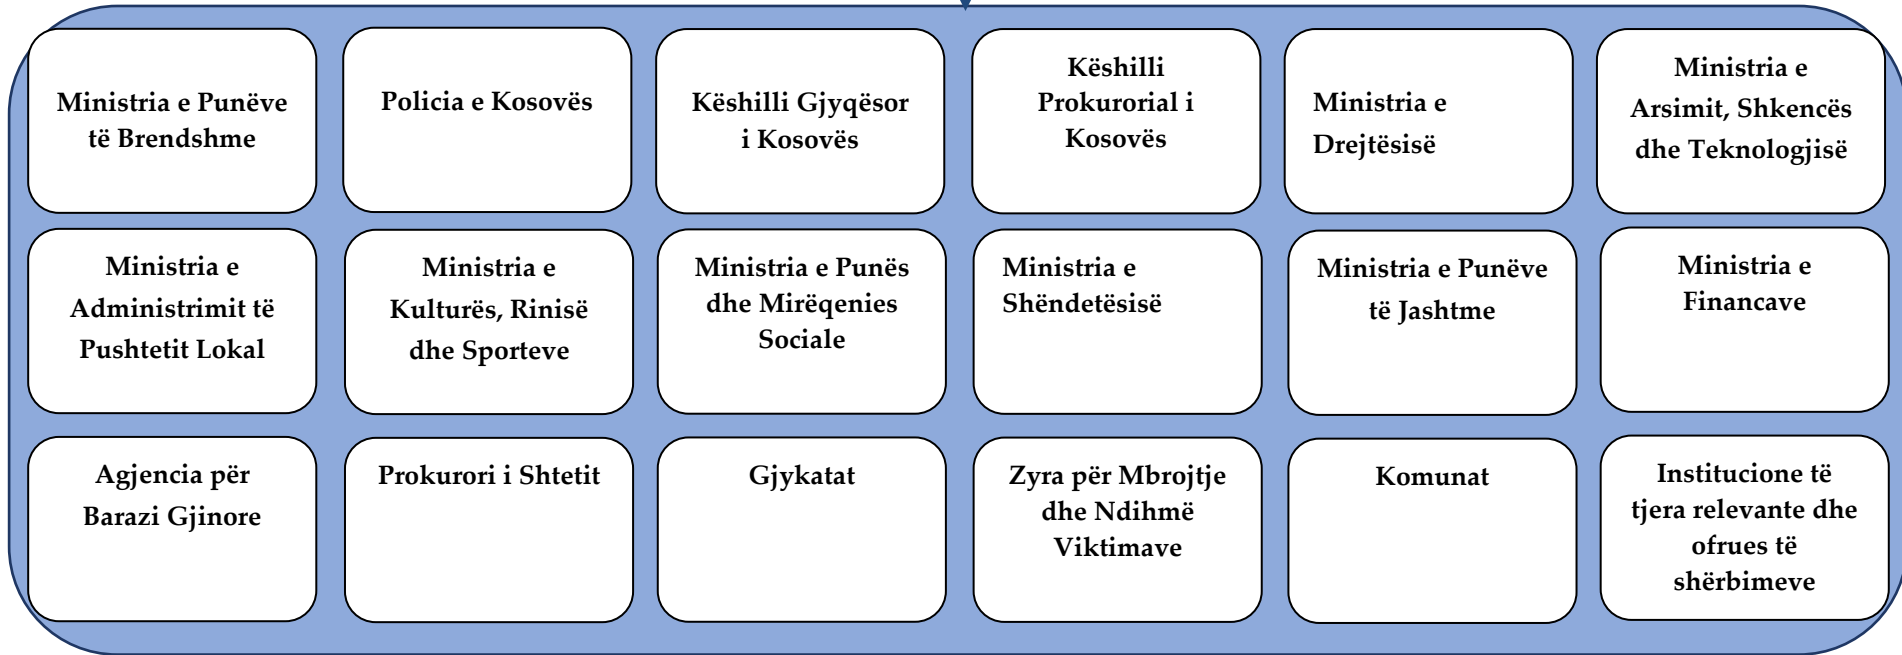 Ministria e Punëve
të Brendshme
Policia e Kosovës
Këshilli Gjyqësor
i Kosovës
Këshilli
Prokurorial i
Kosovës
Ministria e
Drejtësisë
Ministria e
Arsimit, Shkencës
dhe Teknologjisë
Ministria e
Administrimit të
Pushtetit Lokal
Ministria e
Kulturës, Rinisë
dhe Sporteve
Ministria e Punës
dhe Mirëqenies
Sociale
Ministria e
Shëndetësisë
Ministria e Punëve
të Jashtme
Ministria e
Financave
Agjencia për
Barazi Gjinore
Prokurori i Shtetit
Gjykatat
Zyra për Mbrojtje
dhe Ndihmë
Viktimave
Komunat
Institucione të
tjera relevante dhe
ofrues të
shërbimeve